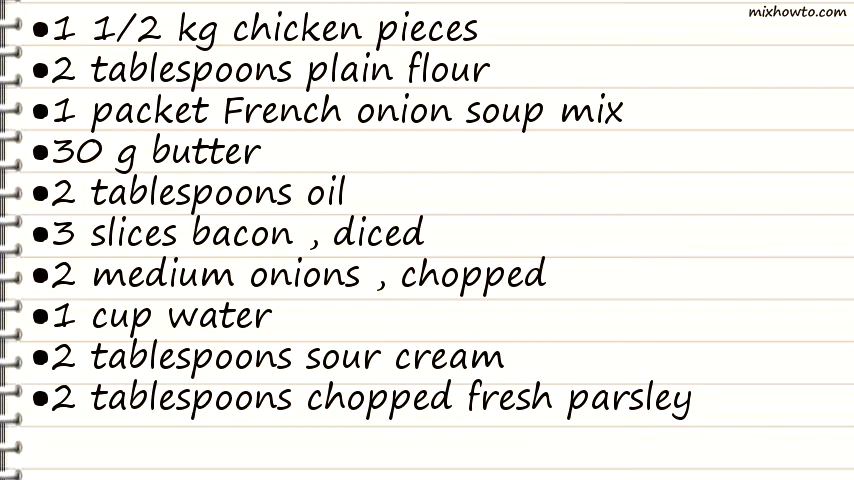 mixhowto.com
•1 1/2 kg chicken pieces
•2 tablespoons plain flour
•1 packet French onion soup mix
•30 g butter
•2 tablespoons oil
•3 slices bacon , diced
•2 medium onions , chopped
•1 cup water
•2 tablespoons sour cream
•2 tablespoons chopped fresh parsley